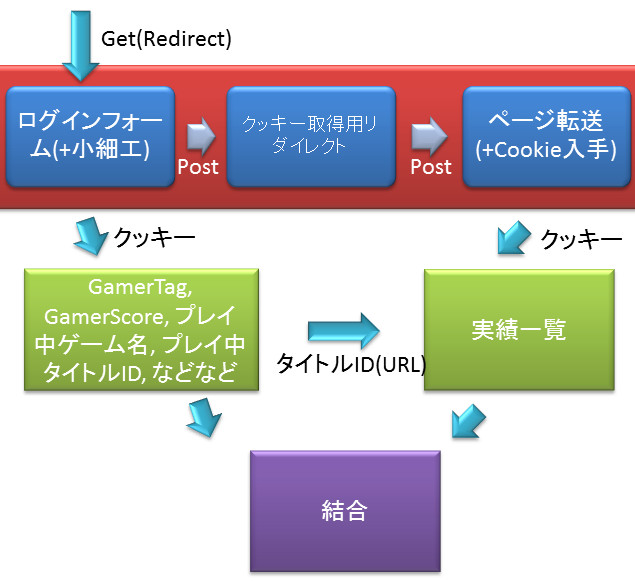 Get(Redirect)
ログインフォー
ム(+小細工)
Post
クッキー取得用リ
ダイレクト
Post
ページ転送
(+Cookie入手)
クッキー
クッキー
GamerTag,
GamerScore, プレイ
中ゲーム名, プレイ中
タイトルID, などなど
タイトルID(URL)
実績一覧
結合